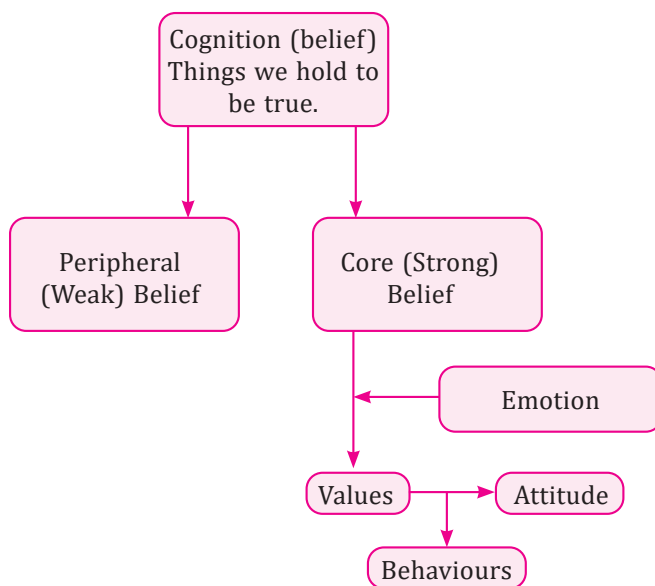 Cognition (belief)
Things we hold to
be true.
Peripheral
(Weak) Belief
Core (Strong)
Belief
Emotion
Values
Attitude
Behaviours